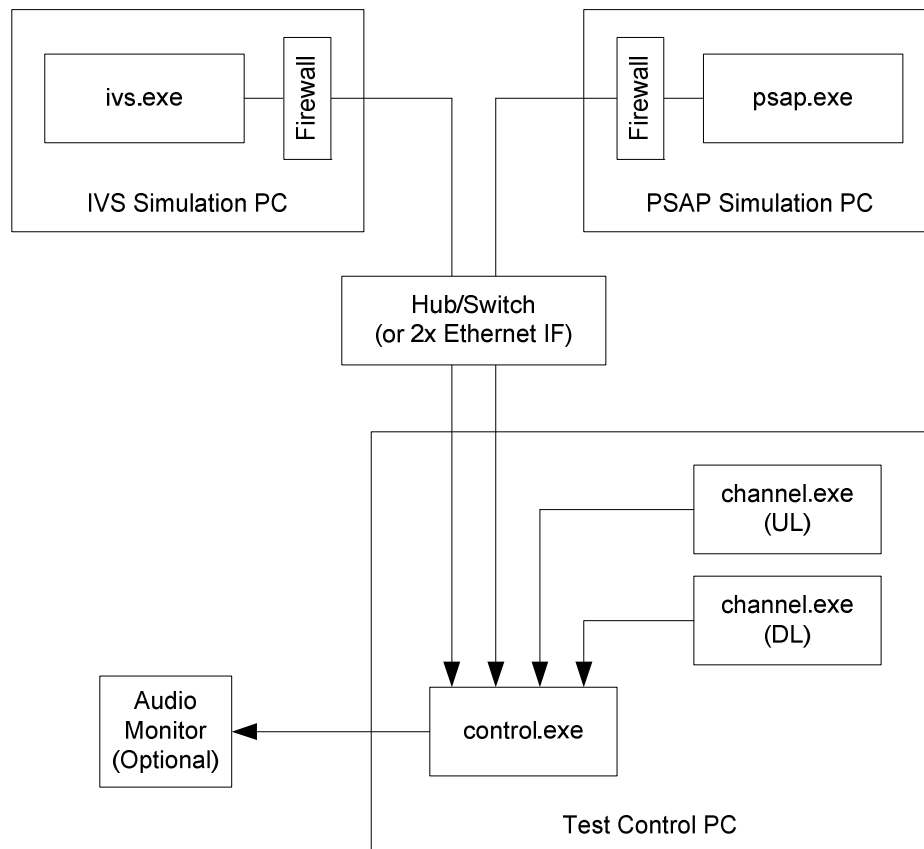 ivs.exe
Firewall
IVS Simulation PC
Firewall
psap.exe
PSAP Simulation PC
Hub/Switch
(or 2x Ethernet IF)
channel.exe
(UL)
channel.exe
(DL)
Audio
Monitor
(Optional)
control.exe
Test Control PC